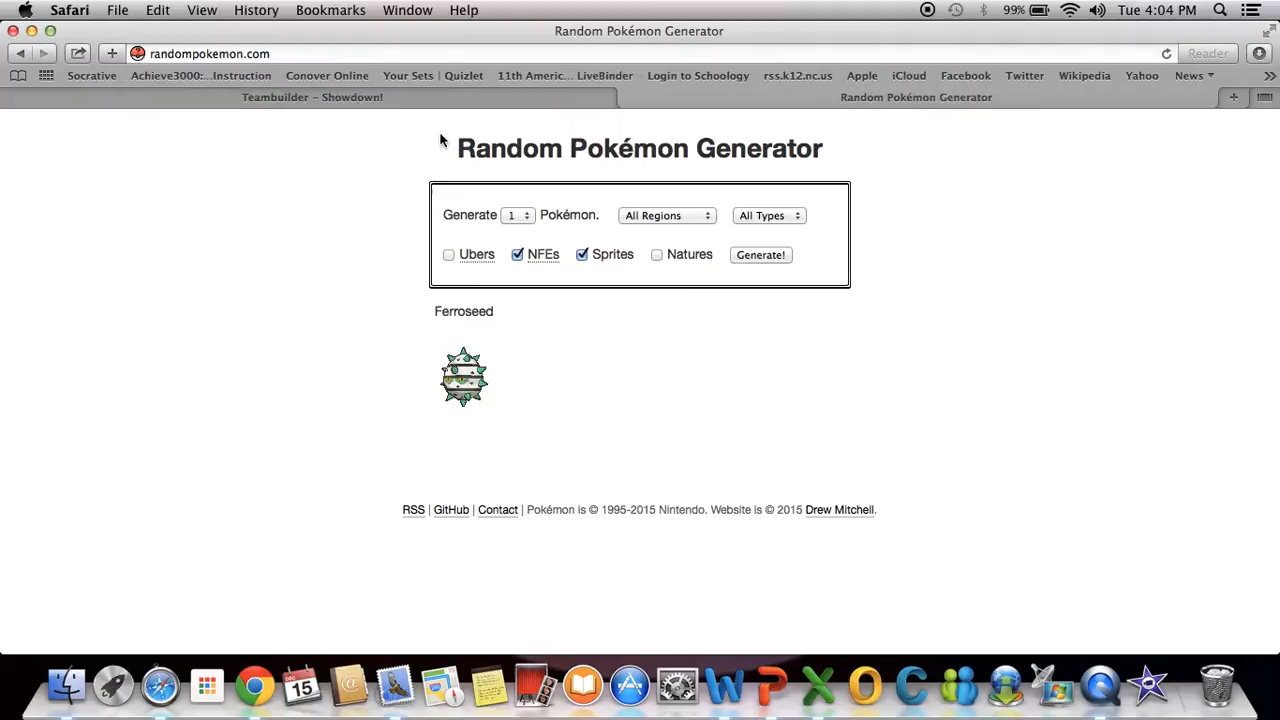 Safari File Edit View History Bookmarks Window Help 99% Tue 4:04 PM
Random Pokémon Generator
randompokemon.com Reader
Socrative Achieve3000:...Instruction Conover Online Your Sets | Quizlet 11th Americ... LiveBinder Login to Schoology rss.k12.nc.us Apple iCloud Facebook Twitter Wikipedia Yahoo News
Teambuilder – Showdown! Random Pokémon Generator
Random Pokémon Generator
Generate 1 Pokémon. All Regions All Types
Ubers NFEs Sprites Natures Generate!
Ferroseed
RSS | GitHub | Contact | Pokémon is © 1995-2015 Nintendo. Website is © 2015 Drew Mitchell.
DEC
15